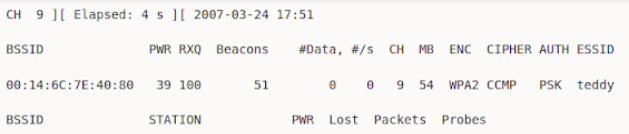 CH 9 ][ Elapsed: 4 s ][ 2007-03-24 17:51
BSSID PWR RXQ Beacons #Data, #/s CH MB ENC CIPHER AUTH ESSID
00:14:6C:7E:40:80 39 100 51 0 0 9 54 WPA2 CCMP PSK teddy
BSSID STATION PWR Lost Packets Probes